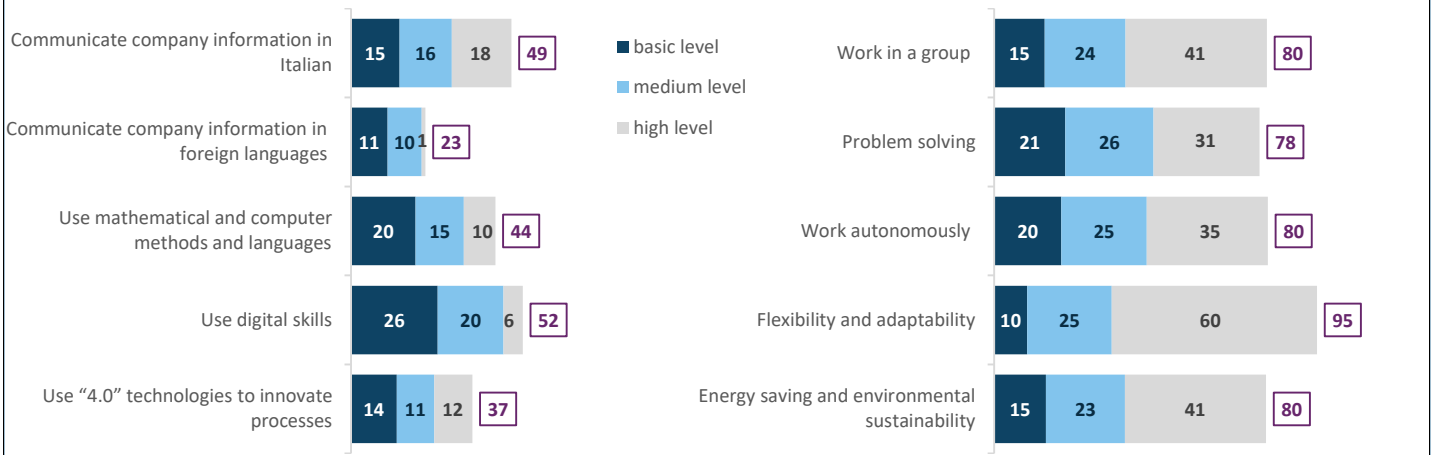 Communicate company information in
Italian
15 16 18 49
Communicate company information in
foreign languages
11 10 1 23
Use mathematical and computer
methods and languages
20 15 10 44
Use digital skills
26 20 6 52
Use “4.0” technologies to innovate
processes
14 11 12 37
basic level
medium level
high level
Work in a group
15 24 41 80
Problem solving
21 26 31 78
Work autonomously
20 25 35 80
Flexibility and adaptability
10 25 60 95
Energy saving and environmental
sustainability
15 23 41 80